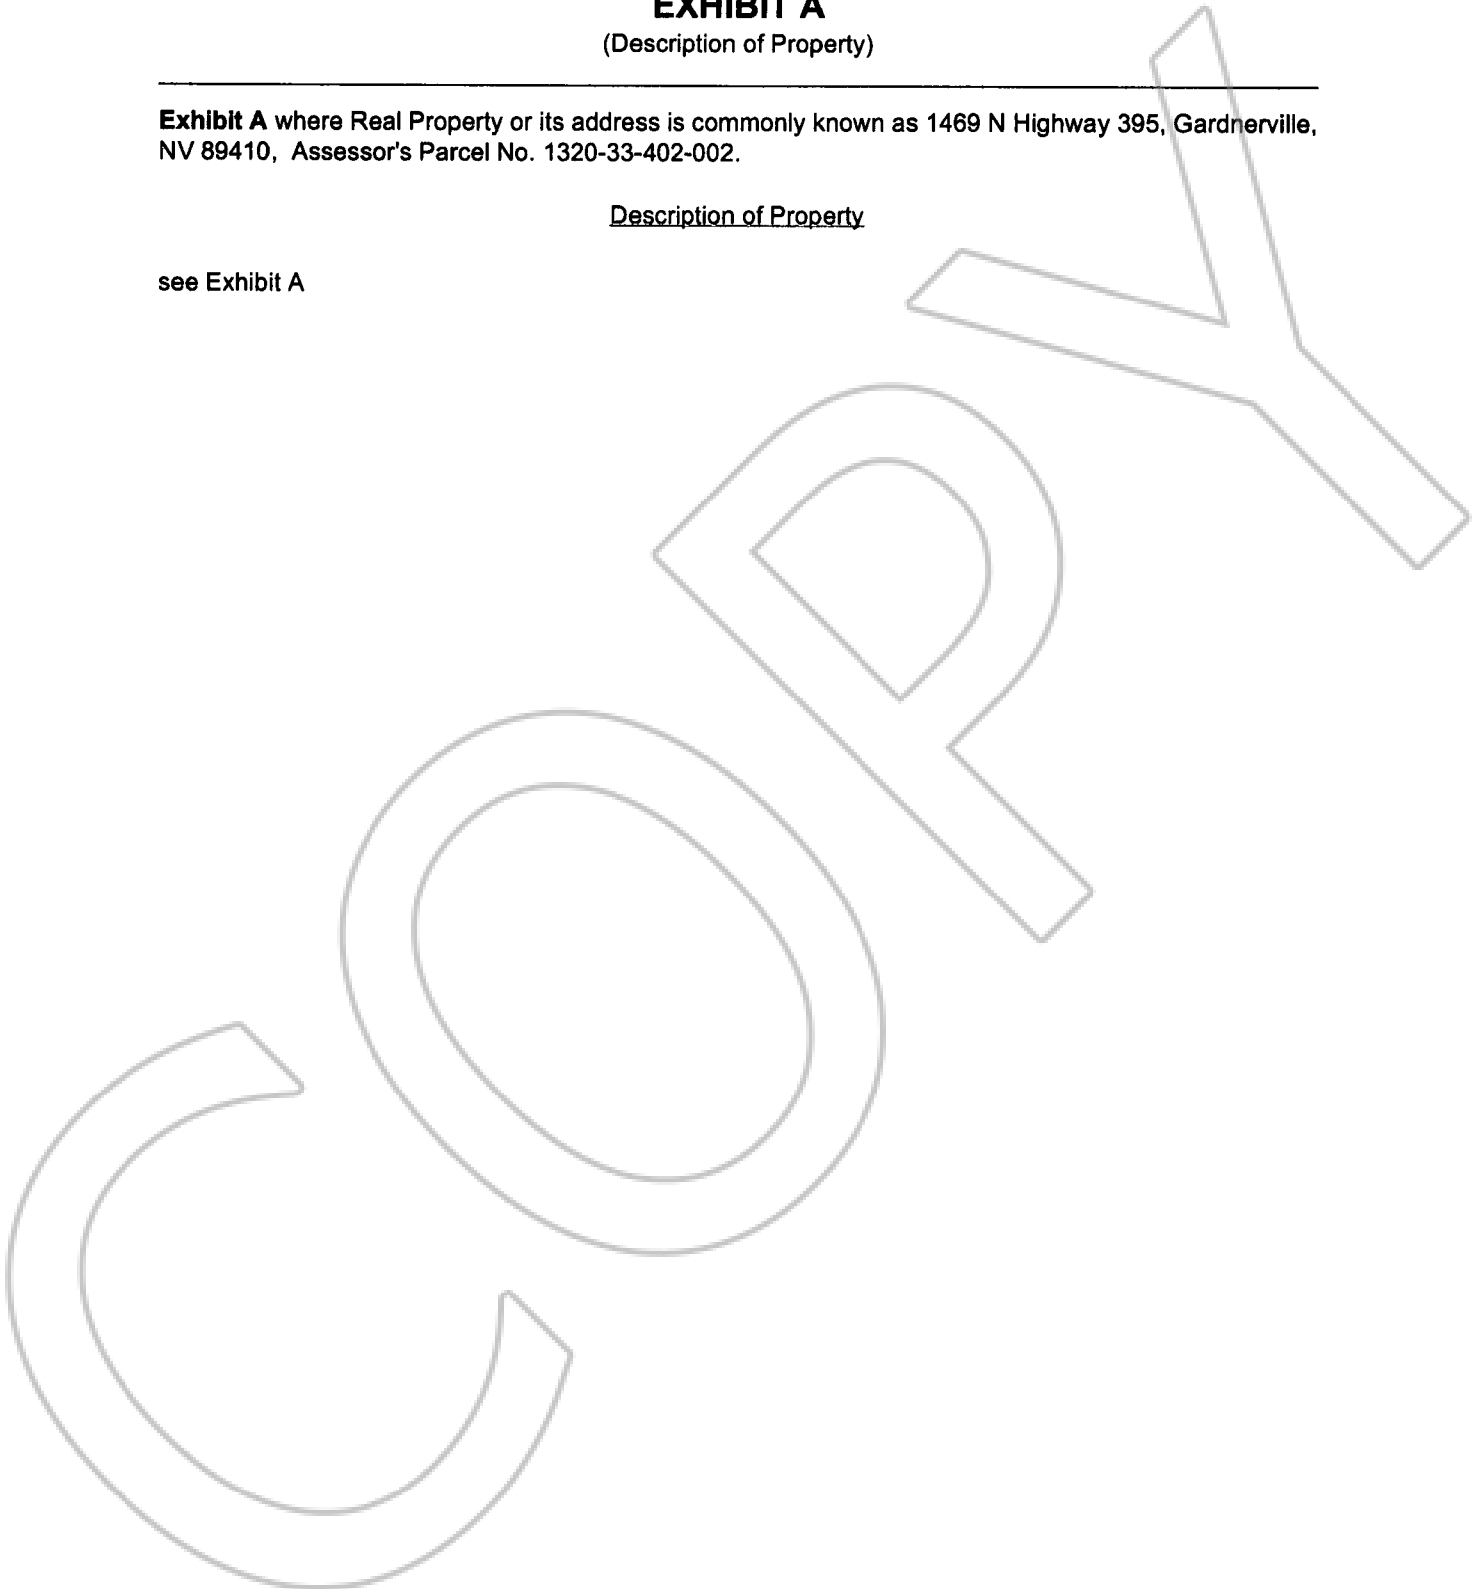 EXHIBIT A
(Description of Property)
Exhibit A where Real Property or its address is commonly known as 1469 N Highway 395, Gardnerville,
NV 89410, Assessor's Parcel No. 1320-33-402-002.
Description of Property
see Exhibit A
COPY